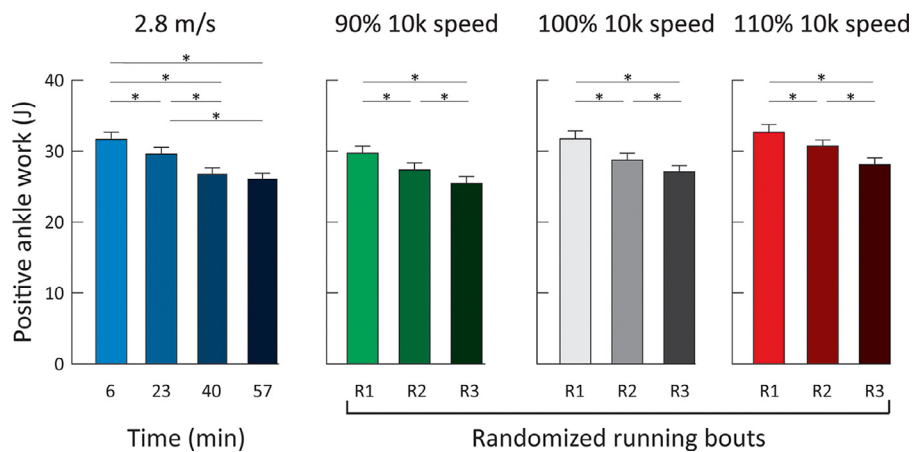 2.8 m/s
90% 10k speed
100% 10k speed
110% 10k speed
Positive ankle work (J)
40
30
20
10
0
* 
* 
* *
*
*
* *
*
* *
*
* *
6 23 40 57
R1 R2 R3
R1 R2 R3
R1 R2 R3
Time (min)
Randomized running bouts